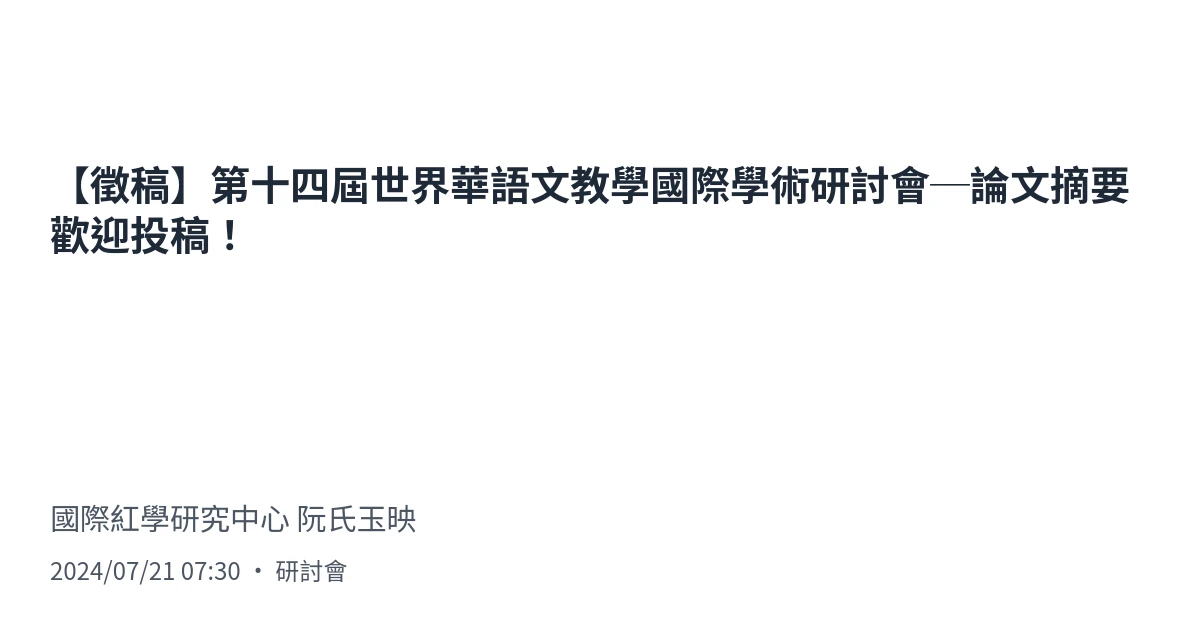 【徵稿】第十四屆世界華語文教學國際學術研討會─論文摘要
歡迎投稿！
國際紅學研究中心 阮氏玉映
2024/07/21 07:30 ・ 研討會